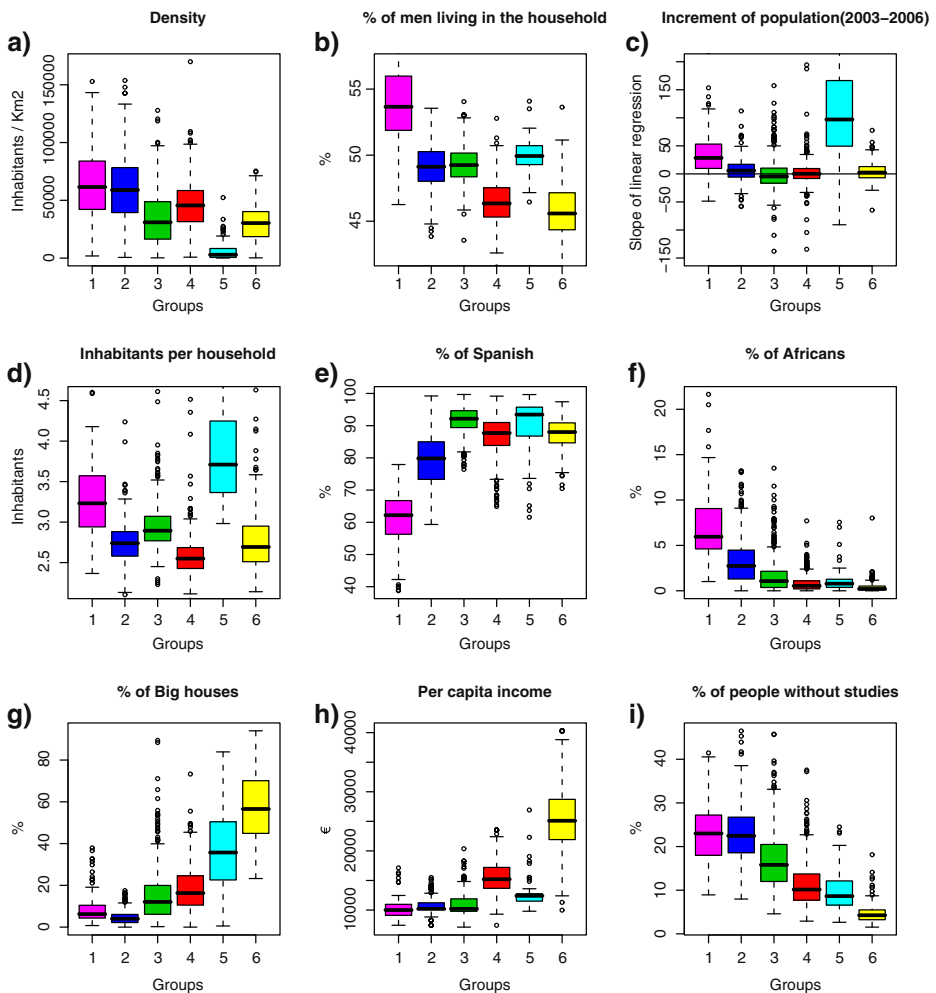 Density
% of men living in the household
Increment of population(2003−2006)
a)
b)
c)
Inhabitants / Km2
0
50000
100000
150000
1 2 3 4 5 6
Groups
%
45
50
55
1 2 3 4 5 6
Groups
Slope of linear regression
−150
−50
0
50
150
1 2 3 4 5 6
Groups
Inhabitants per household
% of Spanish
% of Africans
d)
e)
f)
Inhabitants
2.5
3.0
3.5
4.0
4.5
1 2 3 4 5 6
Groups
%
40
50
60
70
80
90
100
1 2 3 4 5 6
Groups
%
0
5
10
15
20
1 2 3 4 5 6
Groups
% of Big houses
Per capita income
% of people without studies
g)
h)
i)
%
0
20
40
60
80
1 2 3 4 5 6
Groups
€
10000
20000
30000
40000
1 2 3 4 5 6
Groups
%
0
10
20
30
40
1 2 3 4 5 6
Groups